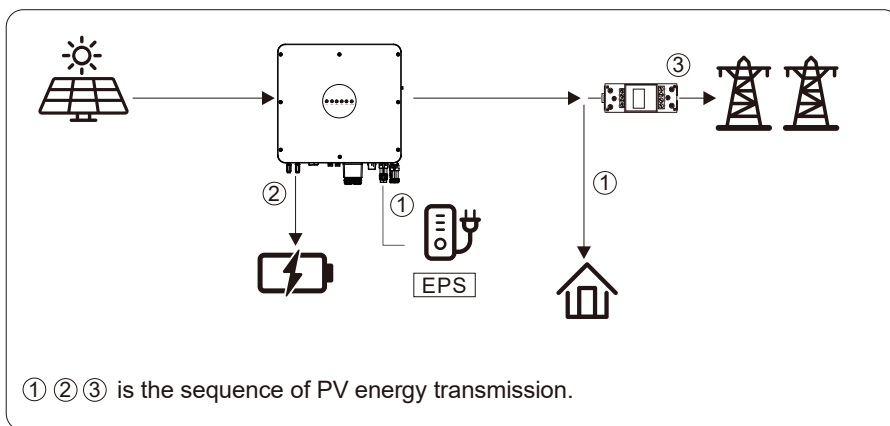 ③
②
①
①
EPS
① ② ③ is the sequence of PV energy transmission.